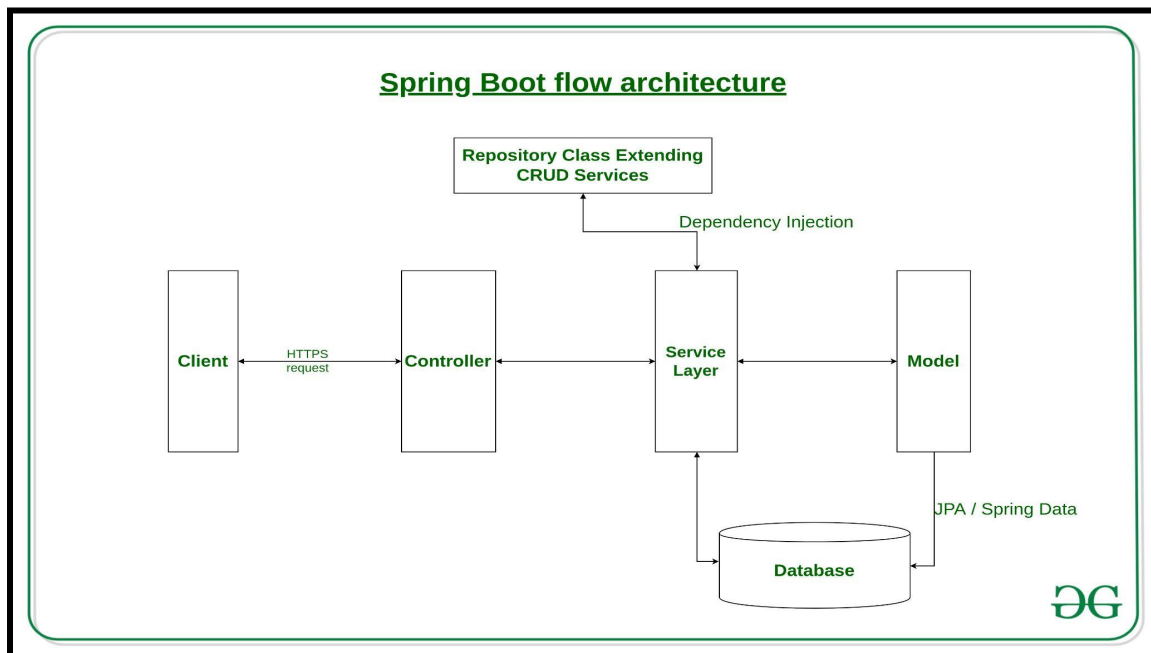 Spring Boot flow architecture
Repository Class Extending
CRUD Services
Dependency Injection
Client
HTTPS
request
Controller
Service
Layer
Model
JPA / Spring Data
Database